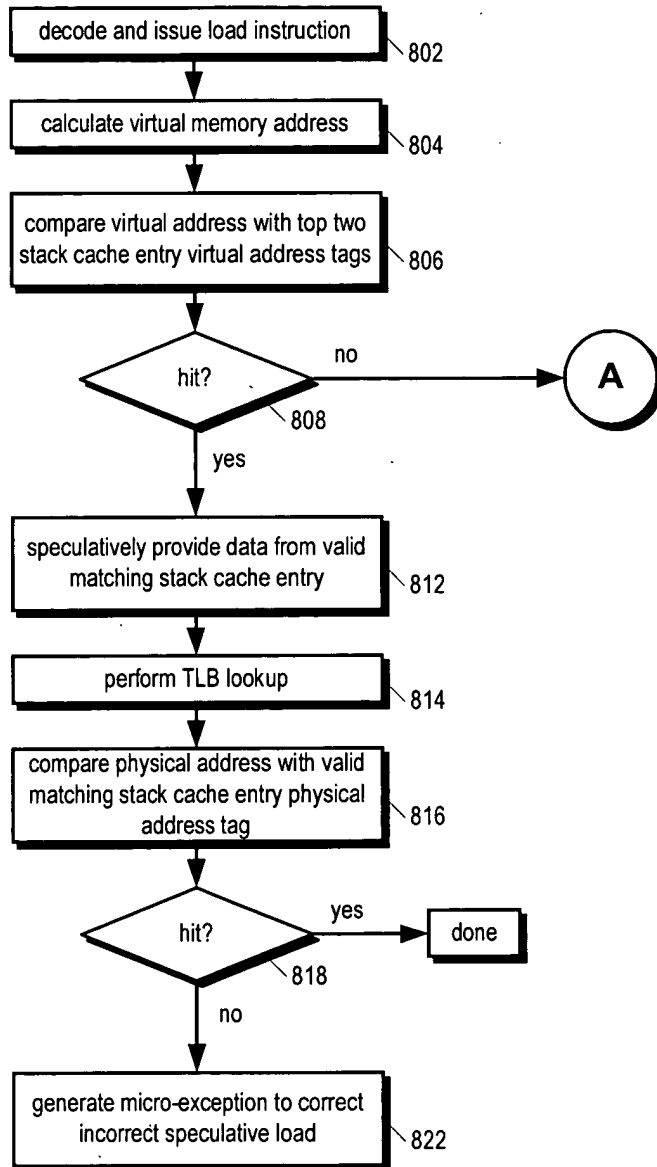 decode and issue load instruction
802
calculate virtual memory address
804
compare virtual address with top two
stack cache entry virtual address tags
806
hit?
808
no
A
yes
speculatively provide data from valid
matching stack cache entry
812
perform TLB lookup
814
compare physical address with valid
matching stack cache entry physical
address tag
816
hit?
818
yes
done
no
generate micro-exception to correct
incorrect speculative load
822